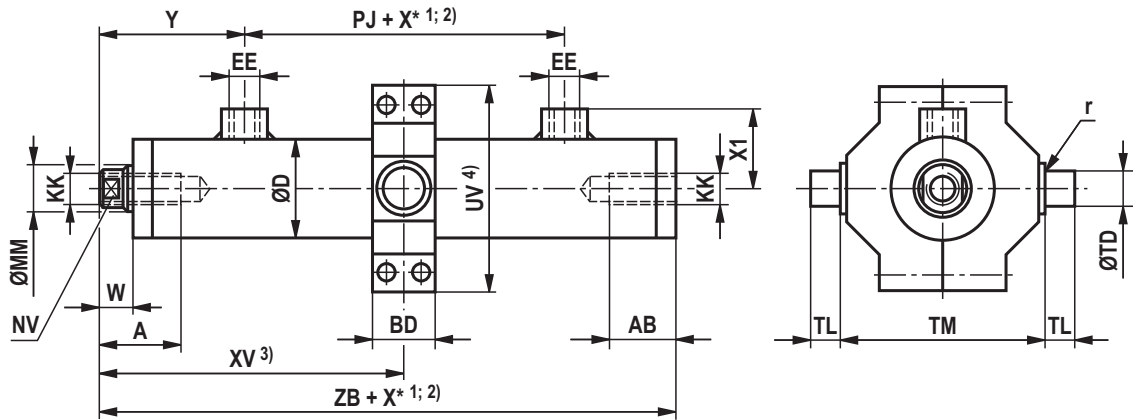 Y
PJ + X* 1; 2)
EE
EE
r
X1
KK
ØD
UV 4)
KK
ØMM
ØTD
W
NV
A
BD
AB
TL
TM
TL
XV 3)
ZB + X* 1; 2)